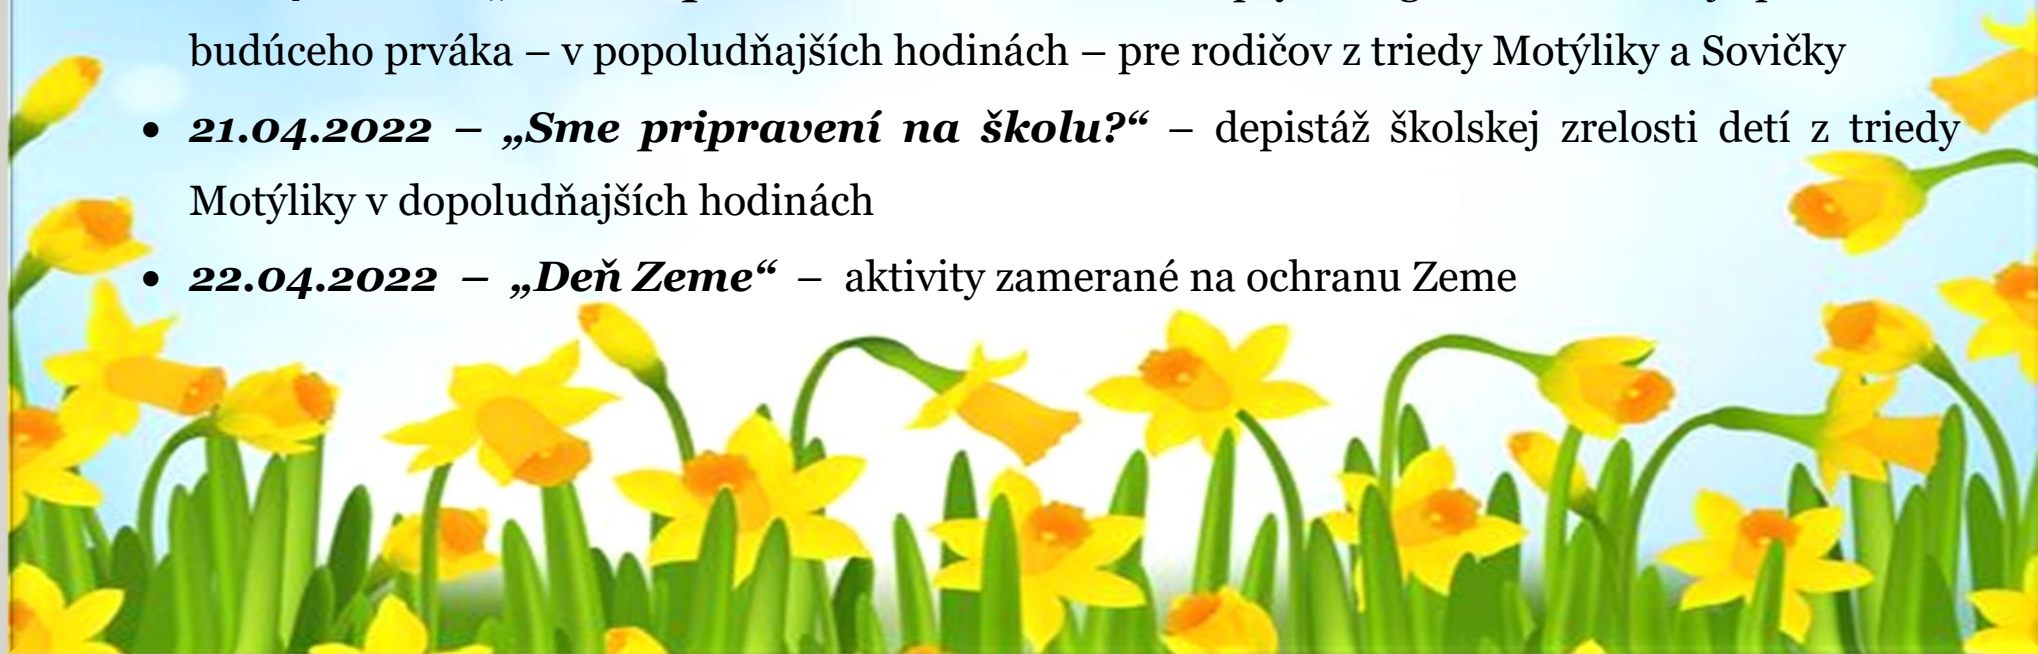 budúceho prváka – v popoludňajších hodinách – pre rodičov z triedy Motýliky a Sovičky
• 21.04.2022 – „Sme pripravení na školu?“ – depistáž školskej zrelosti detí z triedy
Motýliky v dopoludňajších hodinách
• 22.04.2022 – „Deň Zeme“ – aktivity zamerané na ochranu Zeme